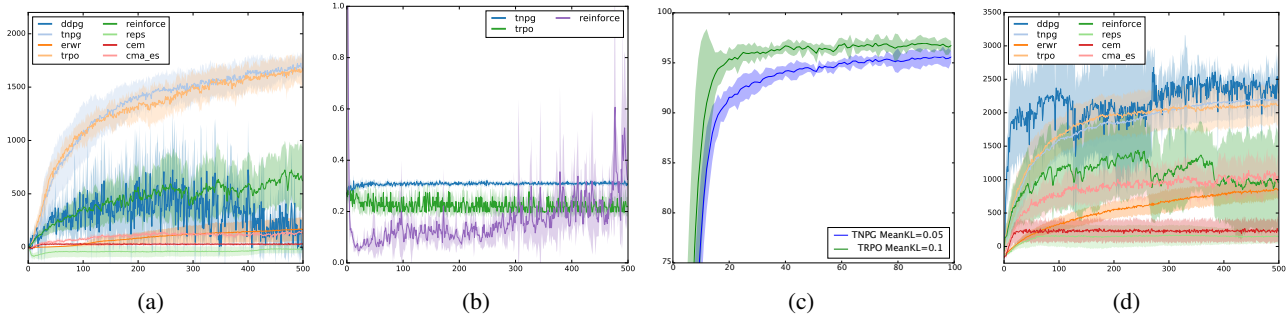 2200
2000
1500
1000
500
0
0 100 200 300 400 500
ddpg reinforce
tnpg reps
erwr cem
trpo cma_es
(a)
1.0
0.8
0.6
0.4
0.2
0.0
0 100 200 300 400 500
tnpg reinforce
trpo
(b)
100
95
90
85
80
75
0 20 40 60 80 100
TNPG MeanKL=0.05
TRPO MeanKL=0.1
(c)
3500
3000
2500
2000
1500
1000
500
0
0 100 200 300 400 500
ddpg reinforce
tnpg reps
erwr cem
trpo cma_es
(d)